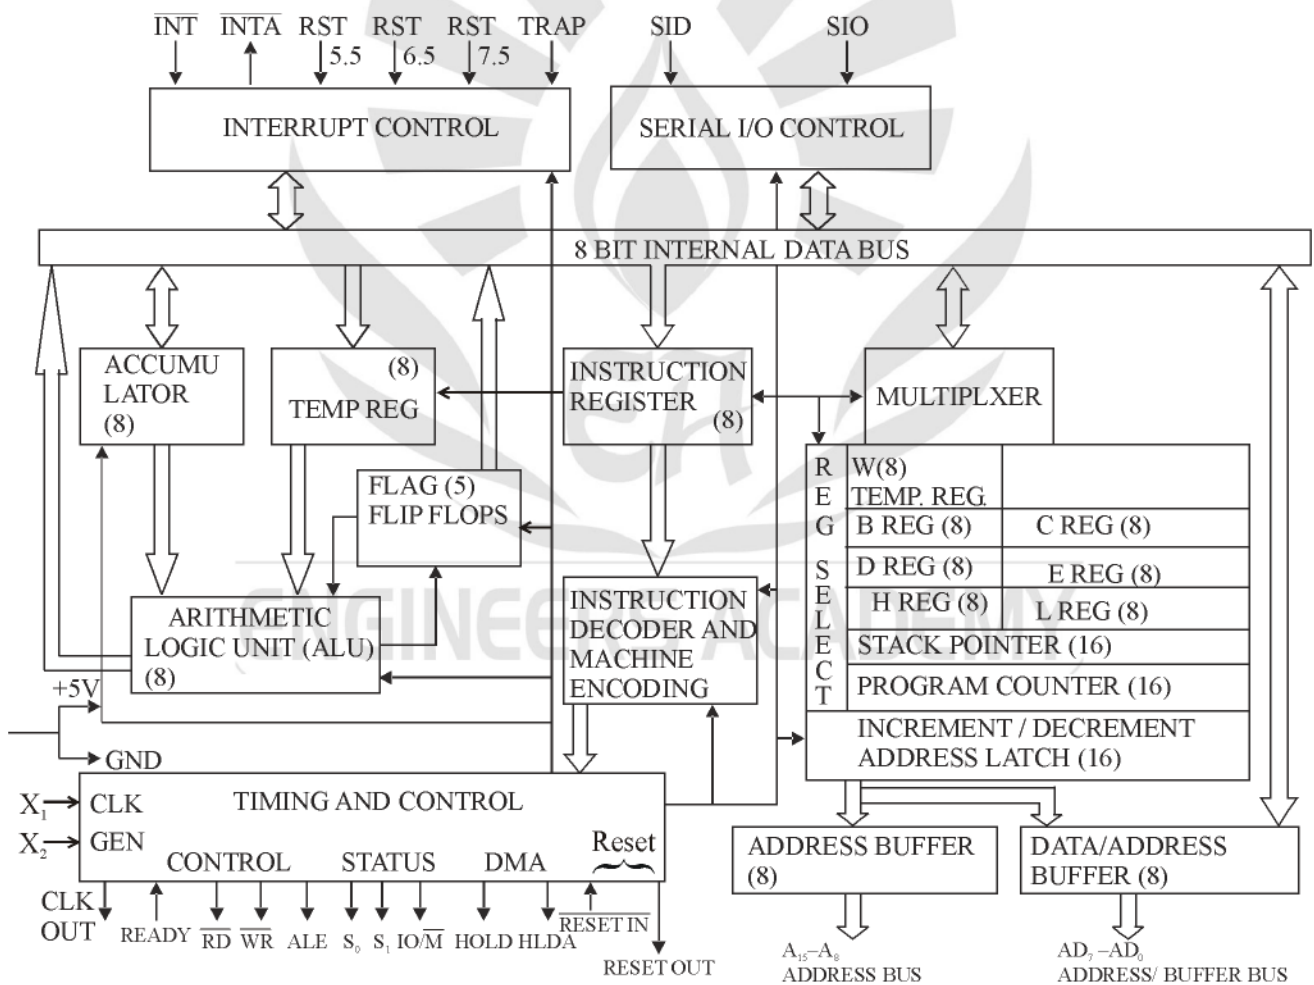 INT INTA RST 5.5 RST 6.5 RST 7.5 TRAP SID SIO
INTERRUPT CONTROL
SERIAL I/O CONTROL
8 BIT INTERNAL DATA BUS
ACCUMU
LATOR
(8)
(8)
TEMP REG
INSTRUCTION
REGISTER
(8)
MULTIPLXER
FLAG (5)
FLIP FLOPS
REG SELECT
W(8)
TEMP. REG.
B REG (8) C REG (8)
D REG (8) E REG (8)
H REG (8) L REG (8)
STACK POINTER (16)
PROGRAM COUNTER (16)
INCREMENT / DECREMENT
ADDRESS LATCH (16)
ARITHMETIC
LOGIC UNIT (ALU)
(8)
INSTRUCTION
DECODER AND
MACHINE
ENCODING
ENGINEERS ACADEMY
+5V
GND
X₁ CLK
X₂ GEN
TIMING AND CONTROL
CONTROL STATUS DMA Reset
CLK
OUT
READY RD WR ALE S₀ S₁ IO/M HOLD HLDA RESET IN
RESET OUT
ADDRESS BUFFER
(8)
DATA/ADDRESS
BUFFER (8)
A₁₅–A₈
ADDRESS BUS
AD₇ –AD₀
ADDRESS/ BUFFER BUS